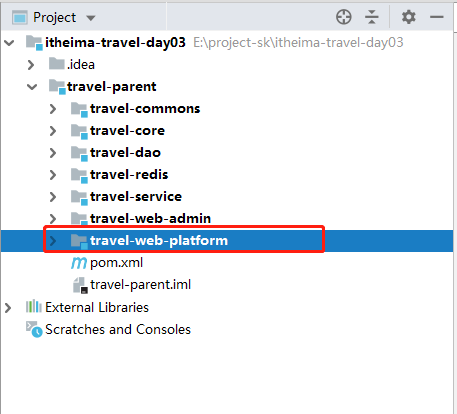 Project
itheima-travel-day03 E:\project-sk\itheima-travel-day03
.idea
travel-parent
travel-commons
travel-core
travel-dao
travel-redis
travel-service
travel-web-admin
travel-web-platform
m pom.xml
travel-parent.iml
External Libraries
Scratches and Consoles